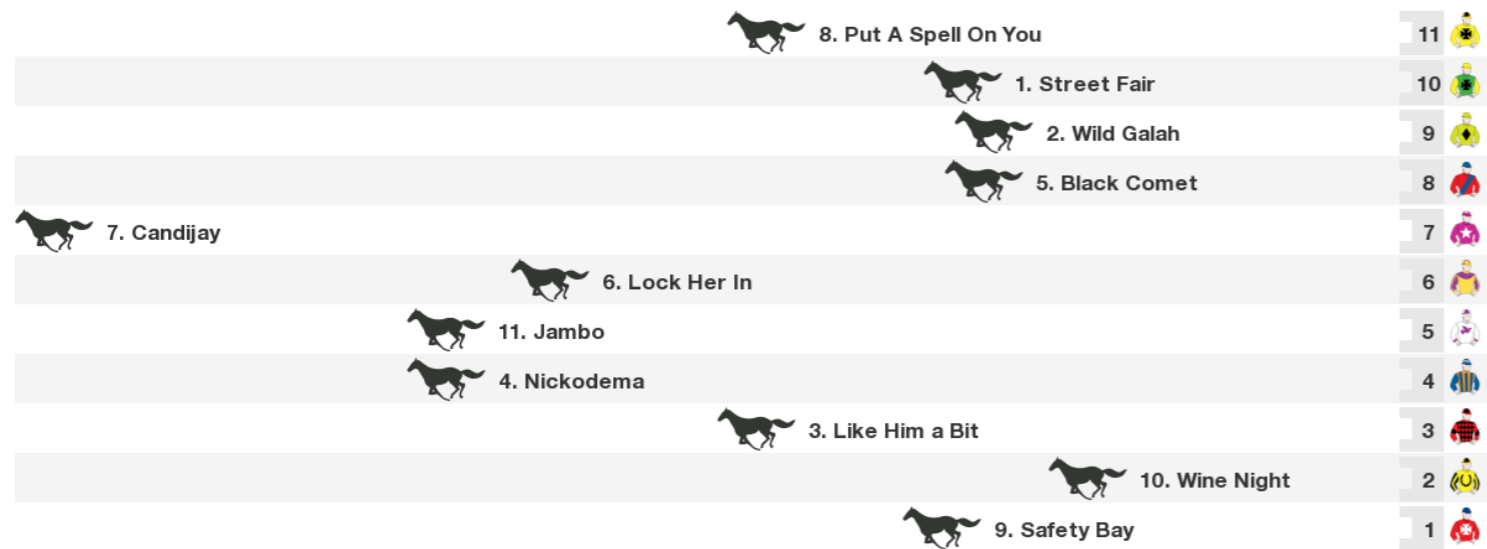 8. Put A Spell On You 11
1. Street Fair 10
2. Wild Galah 9
5. Black Comet 8
7. Candijay 7
6. Lock Her In 6
11. Jambo 5
4. Nickodema 4
3. Like Him a Bit 3
10. Wine Night 2
9. Safety Bay 1